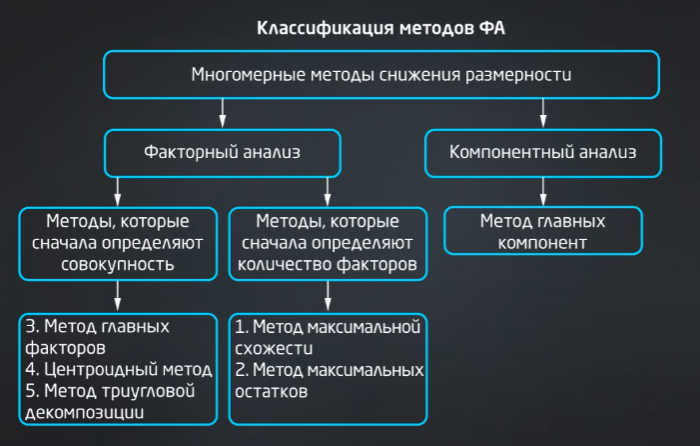 Классификация методов ФА
Многомерные методы снижения размерности
Факторный анализ
Компонентный анализ
Методы, которые
сначала определяют
совокупность
Методы, которые
сначала определяют
количество факторов
Метод главных
компонент
3. Метод главных
факторов
4. Центроидный метод
5. Метод триугловой
декомпозиции
1. Метод максимальной
схожести
2. Метод максимальных
остатков